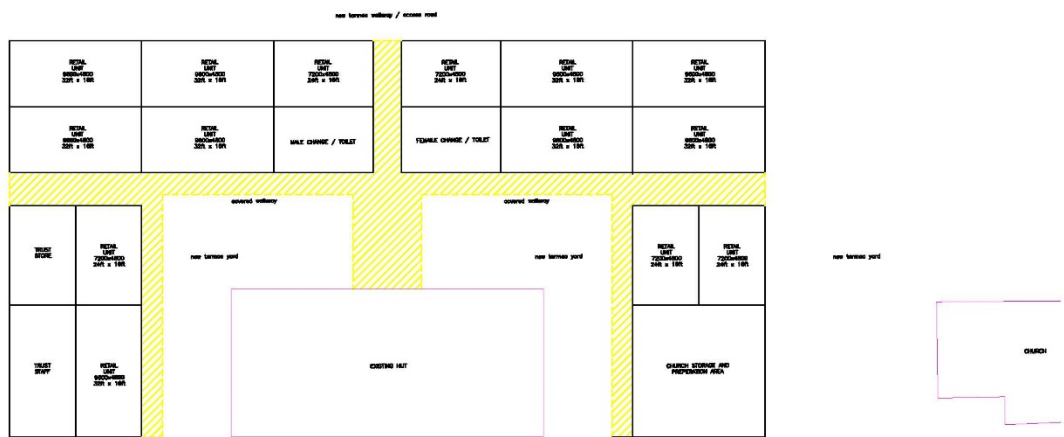 new tarmac walkway / access road
RETAIL
UNIT
9600x4800
32ft x 16ft
RETAIL
UNIT
9600x4800
32ft x 16ft
RETAIL
UNIT
7200x4800
24ft x 16ft
RETAIL
UNIT
7200x4800
24ft x 16ft
RETAIL
UNIT
9600x4800
32ft x 16ft
RETAIL
UNIT
9600x4800
32ft x 16ft
RETAIL
UNIT
9600x4800
32ft x 16ft
RETAIL
UNIT
9600x4800
32ft x 16ft
MALE CHANGE / TOILET
FEMALE CHANGE / TOILET
RETAIL
UNIT
9600x4800
32ft x 16ft
RETAIL
UNIT
9600x4800
32ft x 16ft
covered walkway
covered walkway
TRUST
STORE
RETAIL
UNIT
7200x4800
24ft x 16ft
new tarmac yard
new tarmac yard
RETAIL
UNIT
7200x4800
24ft x 16ft
RETAIL
UNIT
7200x4800
24ft x 16ft
new tarmac yard
TRUST
STAFF
RETAIL
UNIT
9600x4800
32ft x 16ft
EXISTING HUT
CHURCH STORAGE AND
PREPERATION AREA
CHURCH